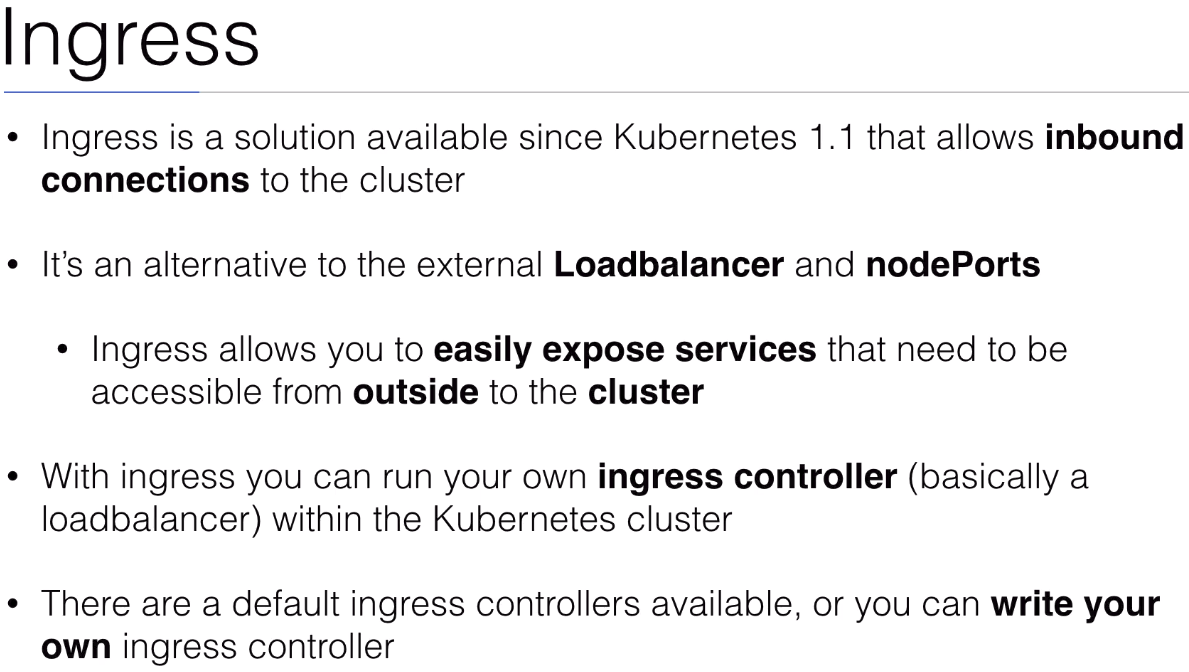 Ingress
• Ingress is a solution available since Kubernetes 1.1 that allows inbound
connections to the cluster
• It’s an alternative to the external Loadbalancer and nodePorts
• Ingress allows you to easily expose services that need to be
accessible from outside to the cluster
• With ingress you can run your own ingress controller (basically a
loadbalancer) within the Kubernetes cluster
• There are a default ingress controllers available, or you can write your
own ingress controller